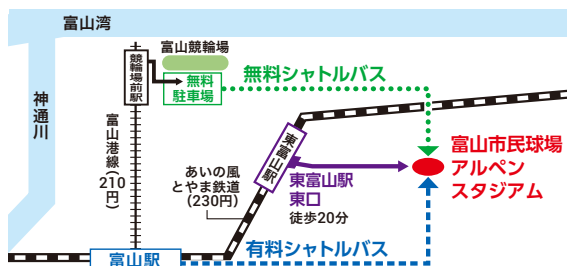 富山湾
神通川
競輪場前駅
富山競輪場
無料
駐車場
無料シャトルバス
富山港線(210円)
あいの風
とやま鉄道
(230円)
東富山駅
東富山駅
東口
徒歩20分
富山市民球場
アルペン
スタジアム
富山駅
有料シャトルバス